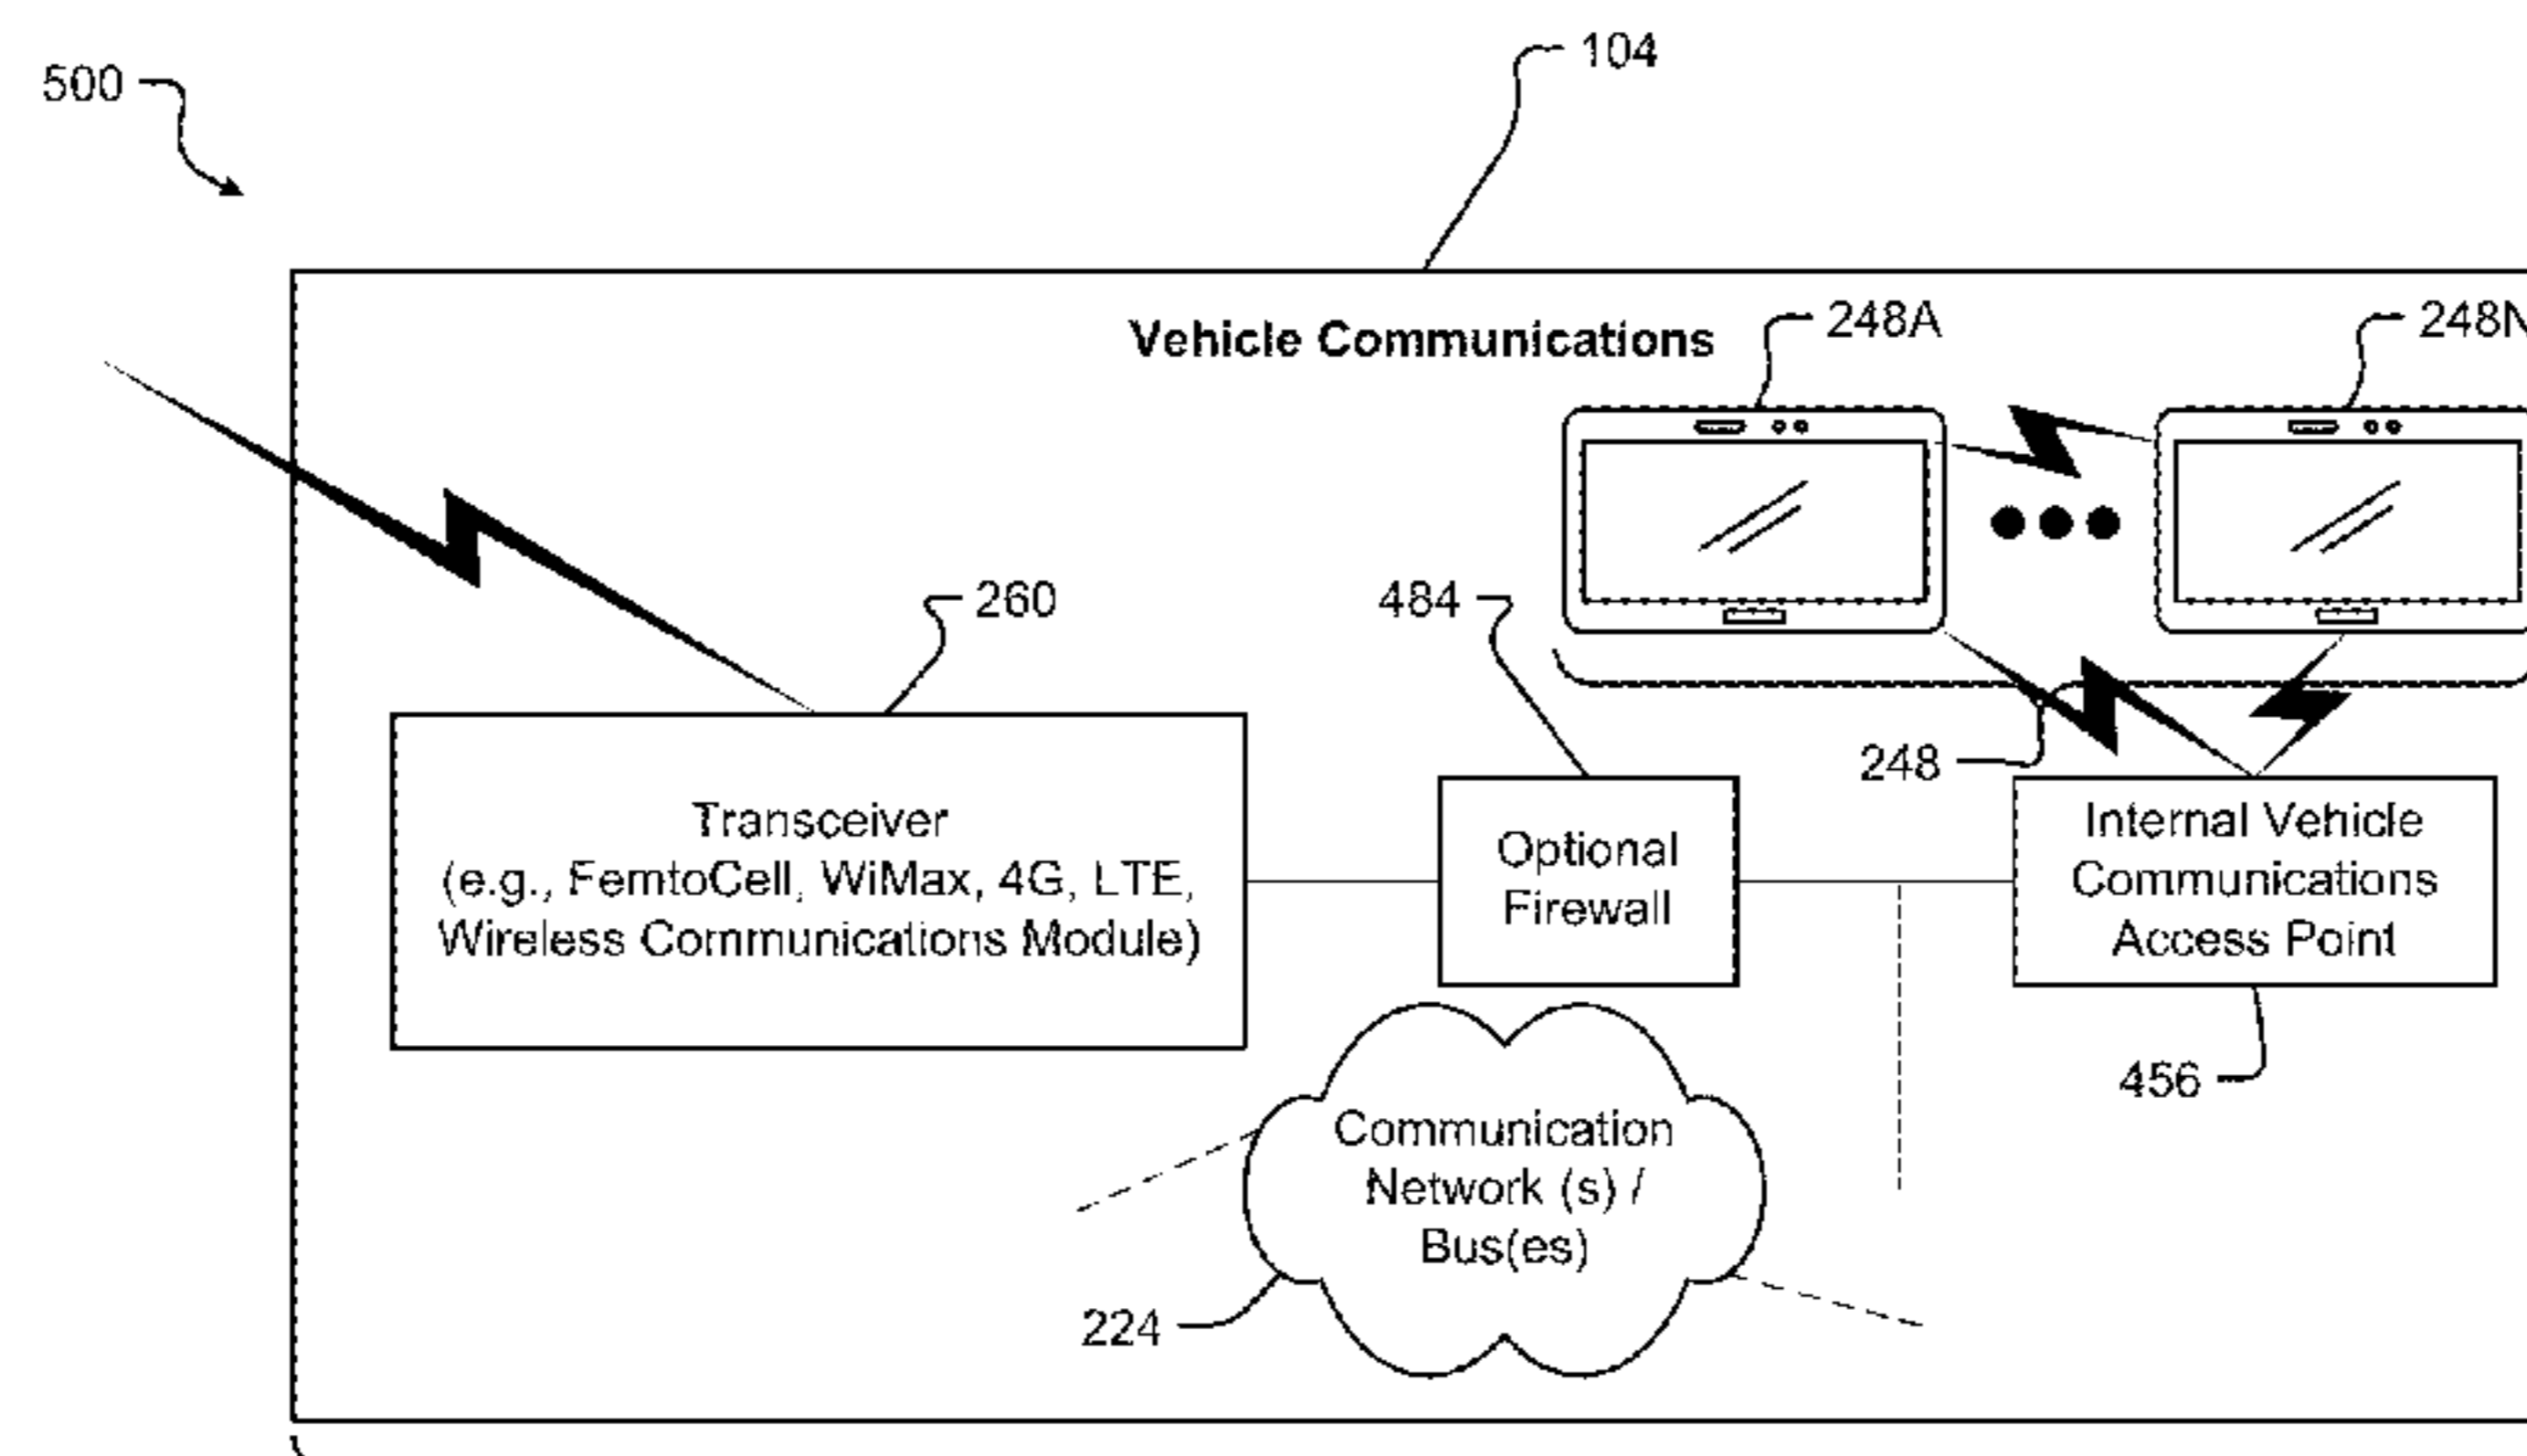 500
104
Vehicle Communications
248A
248N
260
484
248
Transceiver
(e.g., FemtoCell, WiMax, 4G, LTE,
Wireless Communications Module)
Optional
Firewall
Internal Vehicle
Communications
Access Point
456
Communication
Network (s) /
Bus(es)
224